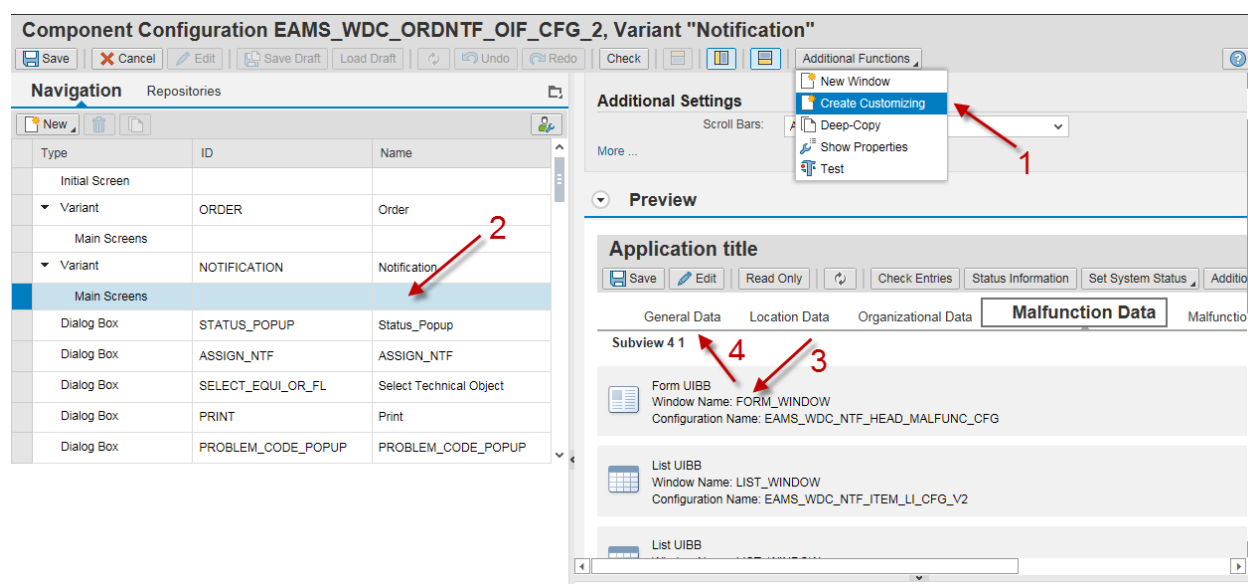 Component Configuration EAMS_WDC_ORDNTF_OIF_CFG_2, Variant "Notification"
Save Cancel Edit Save Draft Load Draft Undo Redo Check Additional Functions
New Window
Create Customizing
Deep-Copy
Show Properties
Test
1
Navigation Repositories
New
Type ID Name
Initial Screen
Variant ORDER Order
Main Screens
2
Variant NOTIFICATION Notification
Main Screens
Dialog Box STATUS_POPUP Status_Popup
Dialog Box ASSIGN_NTF ASSIGN_NTF
Dialog Box SELECT_EQUI_OR_FL Select Technical Object
Dialog Box PRINT Print
Dialog Box PROBLEM_CODE_POPUP PROBLEM_CODE_POPUP
Additional Settings
Scroll Bars:
More ...
Preview
Application title
Save Edit Read Only Check Entries Status Information Set System Status Additio
General Data Location Data Organizational Data Malfunction Data Malfunctio
Subview 4 1
4
3
Form UIBB
Window Name: FORM_WINDOW
Configuration Name: EAMS_WDC_NTF_HEAD_MALFUNC_CFG
List UIBB
Window Name: LIST_WINDOW
Configuration Name: EAMS_WDC_NTF_ITEM_LI_CFG_V2
List UIBB